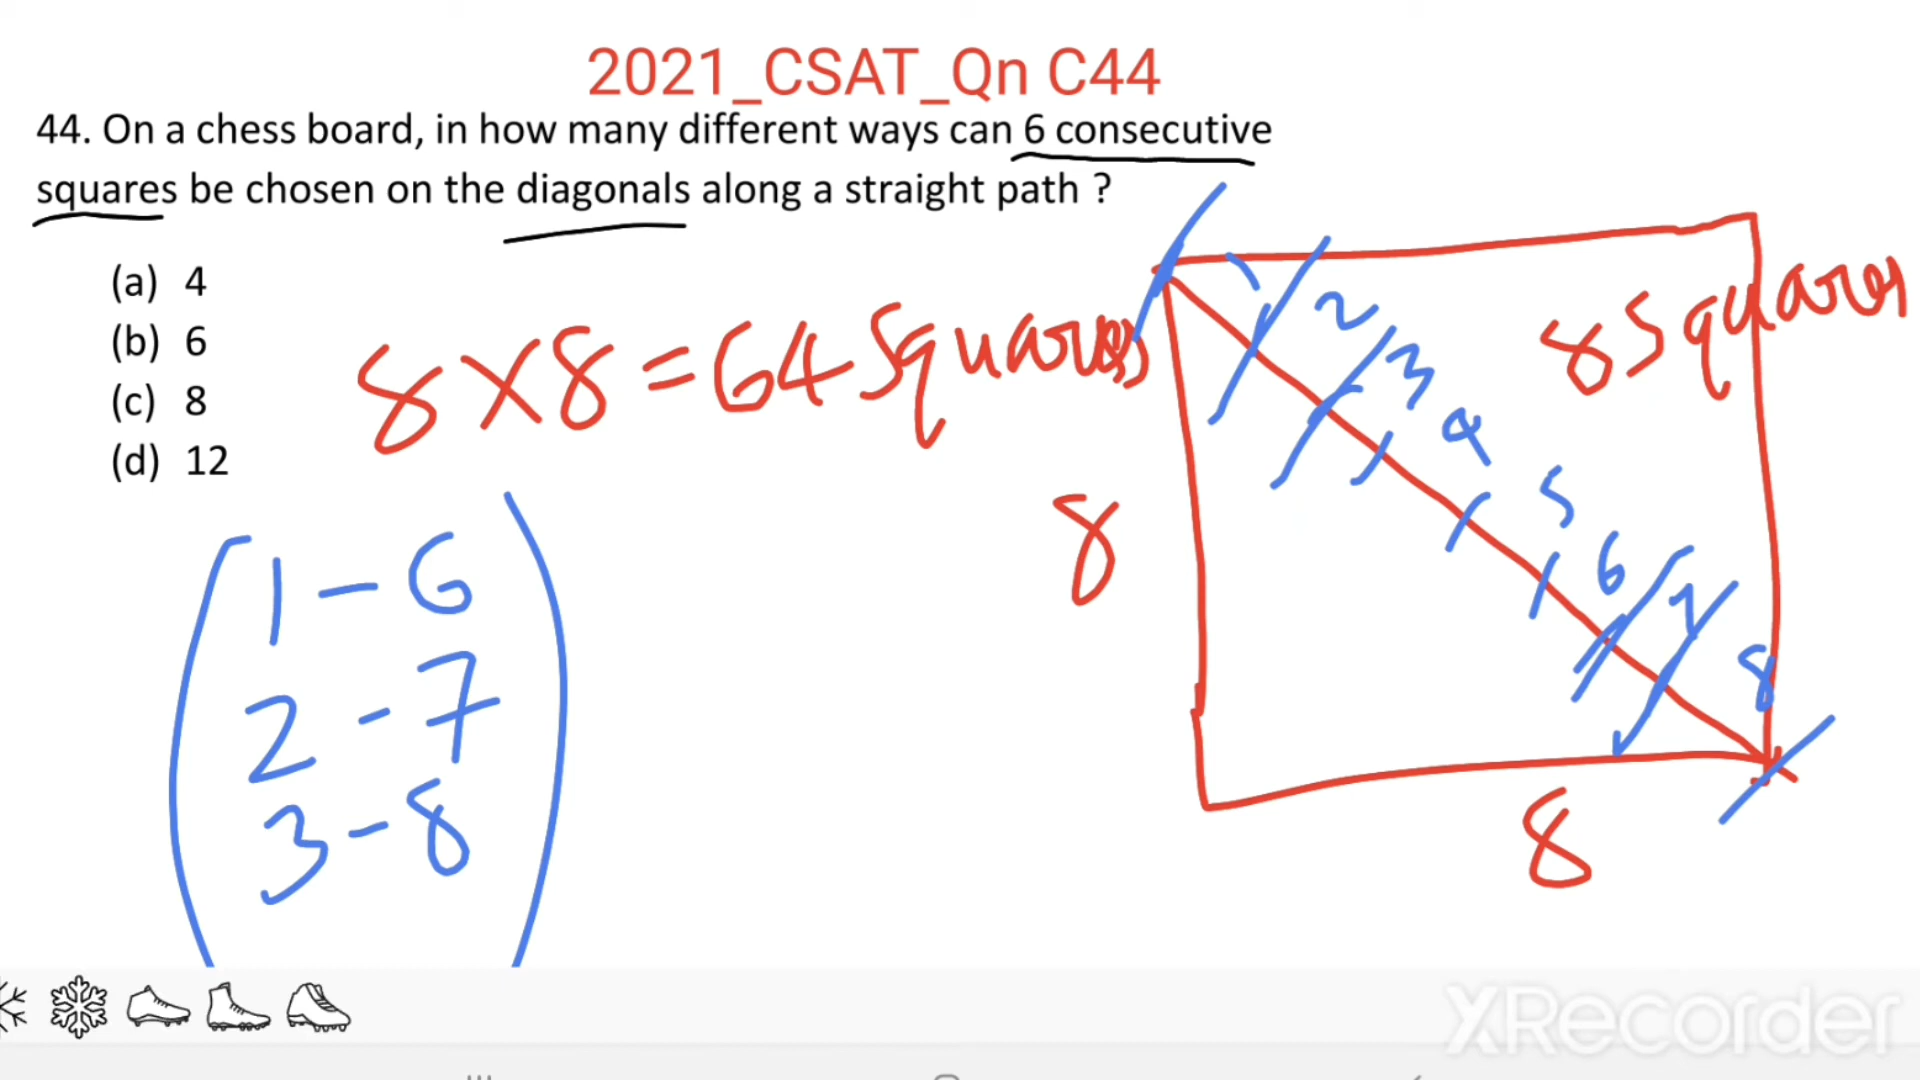 2021_CSAT_Qn C44
44. On a chess board, in how many different ways can 6 consecutive
squares be chosen on the diagonals along a straight path ?
(a) 4
(b) 6
(c) 8
(d) 12
8×8=64 Squares
8 Squares
2
3
4
5
6
7
8
8
8
1-6
2-7
3-8
XRecorder